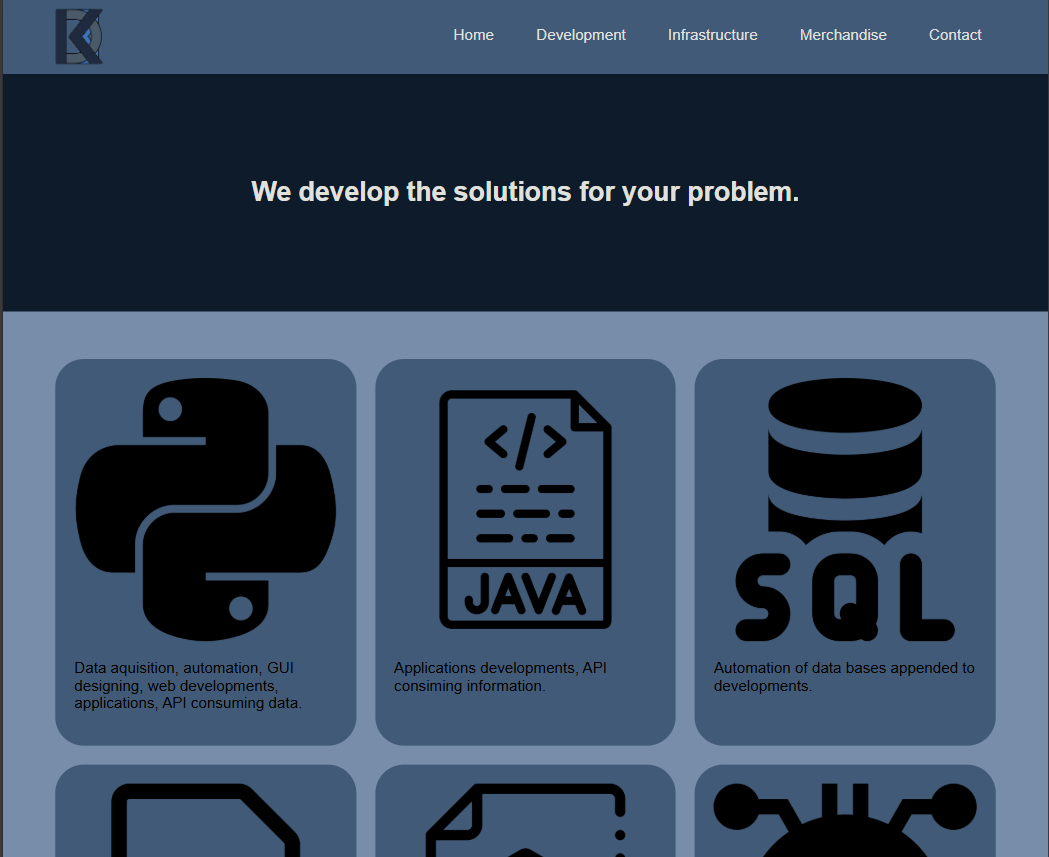 Home Development Infrastructure Merchandise Contact
We develop the solutions for your problem.
</>
JAVA
SQL
Data aquisition, automation, GUI
designing, web developments,
applications, API consuming data.
Applications developments, API
consiming information.
Automation of data bases appended to
developments.